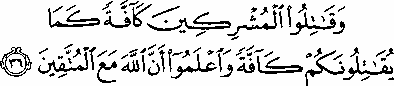 وَقَٰتِلُوا۟ ٱلْمُشْرِكِينَ كَآفَّةً كَمَا
يُقَٰتِلُونَكُمْ كَآفَّةً وَٱعْلَمُوٓا۟ أَنَّ ٱللَّهَ مَعَ ٱلْمُتَّقِينَ ٣٦